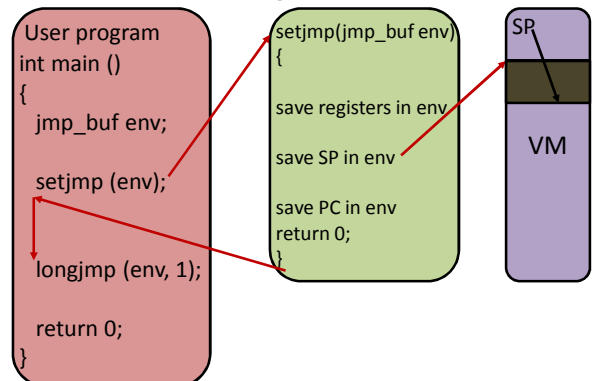 User program
int main ()
{
jmp_buf env;
setjmp (env);
longjmp (env, 1);
return 0;
}
setjmp(jmp_buf env)
{
save registers in env
save SP in env
save PC in env
return 0;
}
SP
VM